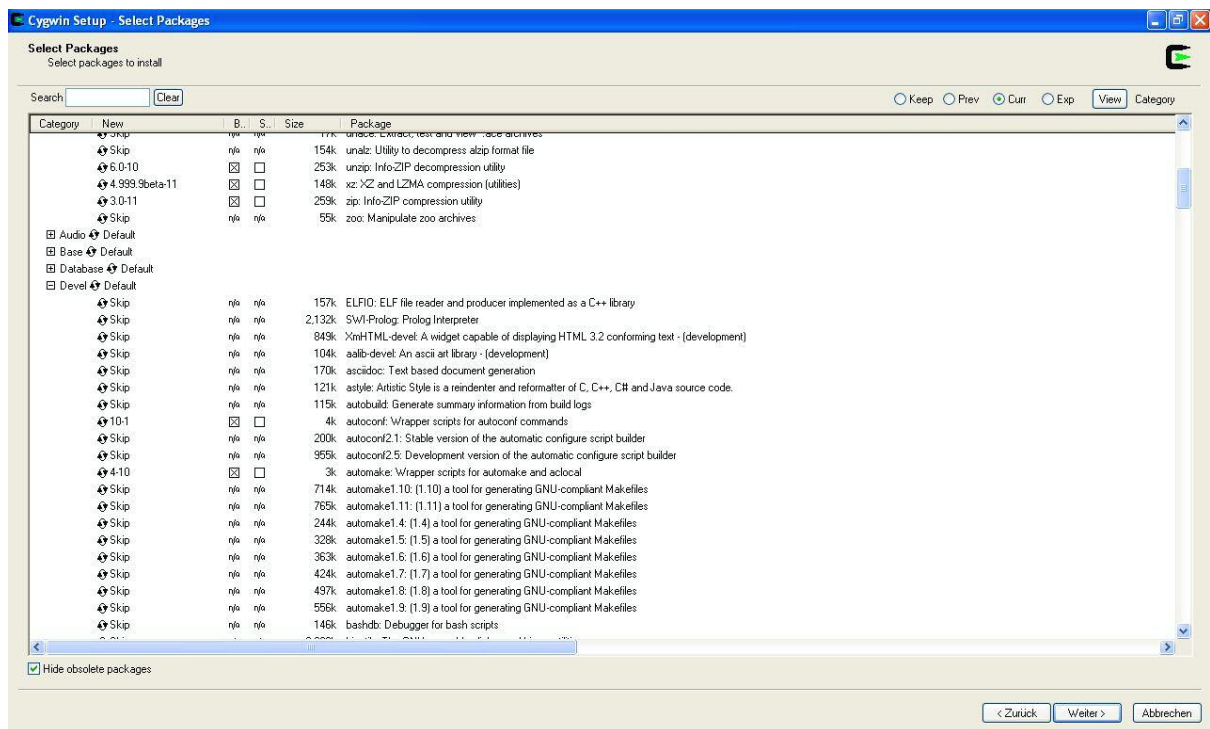 Cygwin Setup - Select Packages
Select Packages
Select packages to install
Search Clear Keep Prev Curr Exp View Category
Category New B.. S.. Size Package
Skip n/a n/a 17k unace: Extract, test and view .ace archives
Skip n/a n/a 154k unalz: Utility to decompress alzip format file
6.0-10 253k unzip: Info-ZIP decompression utility
4.999.9beta-11 148k xz: XZ and LZMA compression (utilities)
3.0-11 259k zip: Info-ZIP compression utility
Skip n/a n/a 55k zoo: Manipulate zoo archives
Audio Default
Base Default
Database Default
Devel Default
Skip n/a n/a 157k ELFIO: ELF file reader and producer implemented as a C++ library
Skip n/a n/a 2,132k SWI-Prolog: Prolog Interpreter
Skip n/a n/a 849k XmHTML-devel: A widget capable of displaying HTML 3.2 conforming text - (development)
Skip n/a n/a 104k aalib-devel: An ascii art library - (development)
Skip n/a n/a 170k asciidoc: Text based document generation
Skip n/a n/a 121k astyle: Artistic Style is a reindenter and reformatter of C, C++, C# and Java source code.
Skip n/a n/a 115k autobuild: Generate summary information from build logs
10-1 4k autoconf: Wrapper scripts for autoconf commands
Skip n/a n/a 200k autoconf2.1: Stable version of the automatic configure script builder
Skip n/a n/a 955k autoconf2.5: Development version of the automatic configure script builder
4-10 3k automake: Wrapper scripts for automake and aclocal
Skip n/a n/a 714k automake1.10: (1.10) a tool for generating GNU-compliant Makefiles
Skip n/a n/a 765k automake1.11: (1.11) a tool for generating GNU-compliant Makefiles
Skip n/a n/a 244k automake1.4: (1.4) a tool for generating GNU-compliant Makefiles
Skip n/a n/a 328k automake1.5: (1.5) a tool for generating GNU-compliant Makefiles
Skip n/a n/a 363k automake1.6: (1.6) a tool for generating GNU-compliant Makefiles
Skip n/a n/a 424k automake1.7: (1.7) a tool for generating GNU-compliant Makefiles
Skip n/a n/a 497k automake1.8: (1.8) a tool for generating GNU-compliant Makefiles
Skip n/a n/a 556k automake1.9: (1.9) a tool for generating GNU-compliant Makefiles
Skip n/a n/a 146k bashdb: Debugger for bash scripts
Hide obsolete packages
< Zurück Weiter > Abbrechen